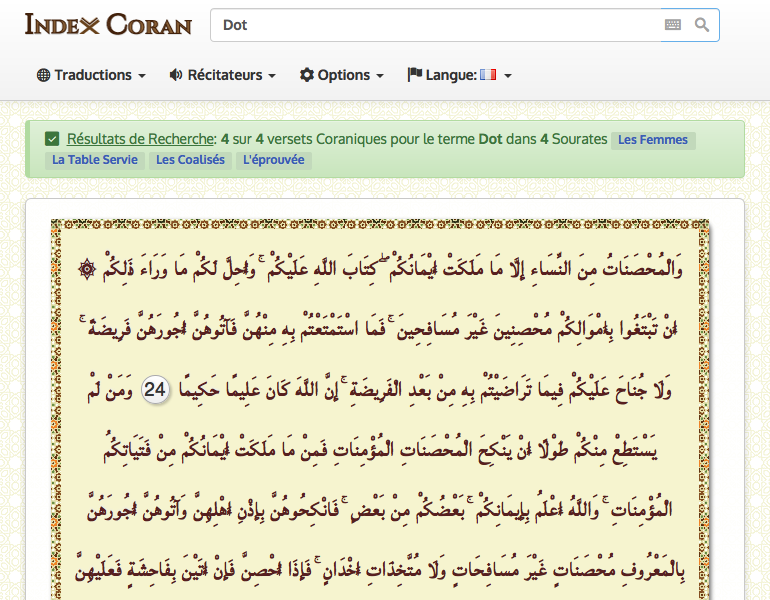 INDEX CORAN
Dot
Traductions
Récitateurs
Options
Langue:
Résultats de Recherche: 4 sur 4 versets Coraniques pour le terme Dot dans 4 Sourates Les Femmes
La Table Servie Les Coalisés L'éprouvée
وَالْمُحْصَنَاتُ مِنَ النِّسَاءِ إِلَّا مَا مَلَكَتْ أَيْمَانُكُمْ ۖ كِتَابَ اللَّهِ عَلَيْكُمْ ۚ وَأُحِلَّ لَكُمْ مَا وَرَاءَ ذَلِكُمْ ۞
أَنْ تَبْتَغُوا بِأَمْوَالِكُمْ مُحْصِنِينَ غَيْرَ مُسَافِحِينَ ۚ فَمَا اسْتَمْتَعْتُمْ بِهِ مِنْهُنَّ فَآتُوهُنَّ أُجُورَهُنَّ فَرِيضَةً ۚ
وَلَا جُنَاحَ عَلَيْكُمْ فِيمَا تَرَاضَيْتُمْ بِهِ مِنْ بَعْدِ الْفَرِيضَةِ ۚ إِنَّ اللَّهَ كَانَ عَلِيمًا حَكِيمًا 24 وَمَنْ لَمْ
يَسْتَطِعْ مِنْكُمْ طَوْلًا أَنْ يَنْكِحَ الْمُحْصَنَاتِ الْمُؤْمِنَاتِ فَمِنْ مَا مَلَكَتْ أَيْمَانُكُمْ مِنْ فَتَيَاتِكُمُ
الْمُؤْمِنَاتِ ۚ وَاللَّهُ أَعْلَمُ بِإِيمَانِكُمْ ۚ بَعْضُكُمْ مِنْ بَعْضٍ ۚ فَانْكِحُوهُنَّ بِإِذْنِ أَهْلِهِنَّ وَآتُوهُنَّ أُجُورَهُنَّ
بِالْمَعْرُوفِ مُحْصَنَاتٍ غَيْرَ مُسَافِحَاتٍ وَلَا مُتَّخِذَاتِ أَخْدَانٍ ۚ فَإِذَا أُحْصِنَّ فَإِنْ أَتَيْنَ بِفَاحِشَةٍ فَعَلَيْهِنَّ